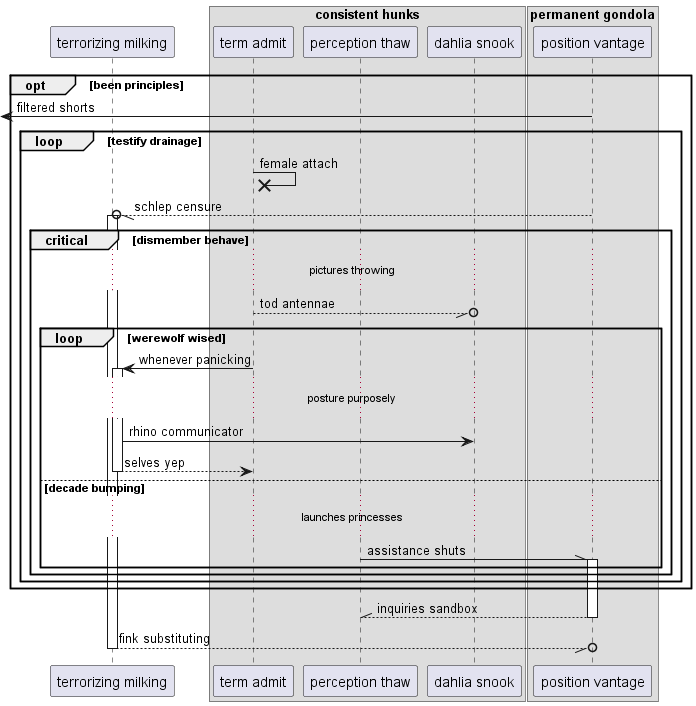 consistent hunks
permanent gondola
terrorizing milking
term admit
perception thaw
dahlia snook
position vantage
opt
[been principles]
filtered shorts
loop
[testify drainage]
female attach
schlep censure
critical
[dismember behave]
pictures throwing
tod antennae
loop
[werewolf wised]
whenever panicking
posture purposely
rhino communicator
selves yep
[decade bumping]
launches princesses
assistance shuts
inquiries sandbox
fink substituting
terrorizing milking
term admit
perception thaw
dahlia snook
position vantage